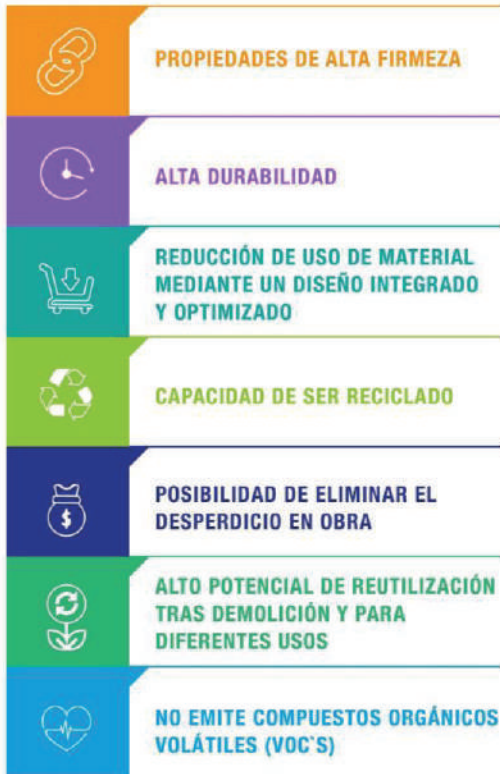 PROPIEDADES DE ALTA FIRMEZA
ALTA DURABILIDAD
REDUCCIÓN DE USO DE MATERIAL
MEDIANTE UN DISEÑO INTEGRADO
Y OPTIMIZADO
CAPACIDAD DE SER RECICLADO
$
POSIBILIDAD DE ELIMINAR EL
DESPERDICIO EN OBRA
ALTO POTENCIAL DE REUTILIZACIÓN
TRAS DEMOLICIÓN Y PARA
DIFERENTES USOS
NO EMITE COMPUESTOS ORGÁNICOS
VOLÁTILES (VOC`S)